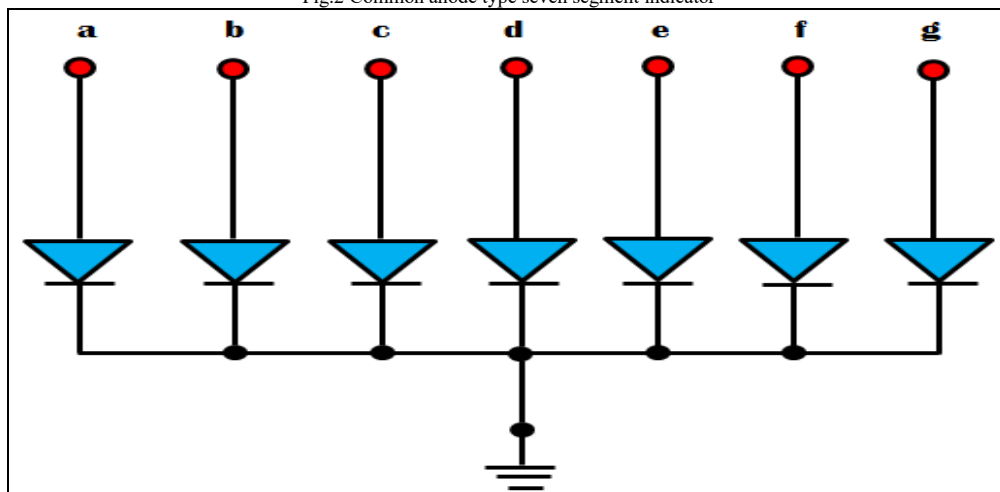 Fig.2 Common anode type seven segment indicator
a b c d e f g